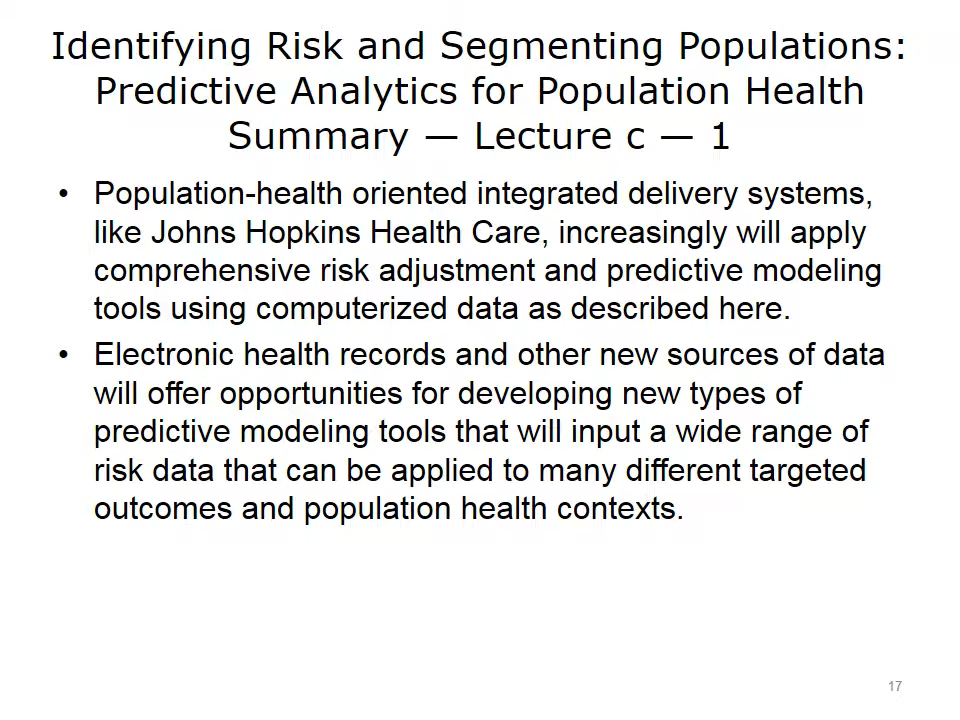 Identifying Risk and Segmenting Populations:
Predictive Analytics for Population Health
Summary — Lecture c — 1
• Population-health oriented integrated delivery systems,
like Johns Hopkins Health Care, increasingly will apply
comprehensive risk adjustment and predictive modeling
tools using computerized data as described here.
• Electronic health records and other new sources of data
will offer opportunities for developing new types of
predictive modeling tools that will input a wide range of
risk data that can be applied to many different targeted
outcomes and population health contexts.
17